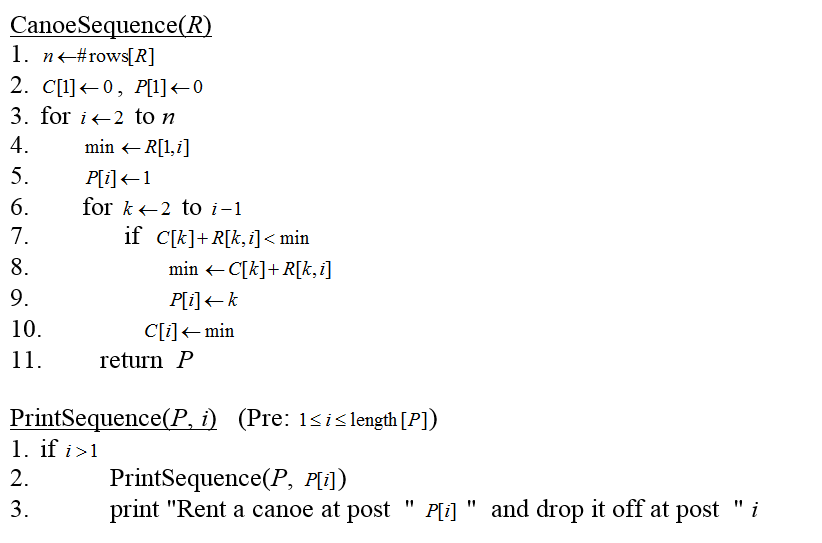 CanoeSequence(R)
1. n ← #rows[R]
2. C[1] ← 0 , P[1] ← 0
3. for i ← 2 to n
4. min ← R[1,i]
5. P[i] ← 1
6. for k ← 2 to i−1
7. if C[k]+R[k,i] < min
8. min ← C[k]+R[k,i]
9. P[i] ← k
10. C[i] ← min
11. return P
PrintSequence(P, i) (Pre: 1≤i≤length[P])
1. if i>1
2. PrintSequence(P, P[i])
3. print "Rent a canoe at post " P[i] " and drop it off at post " i